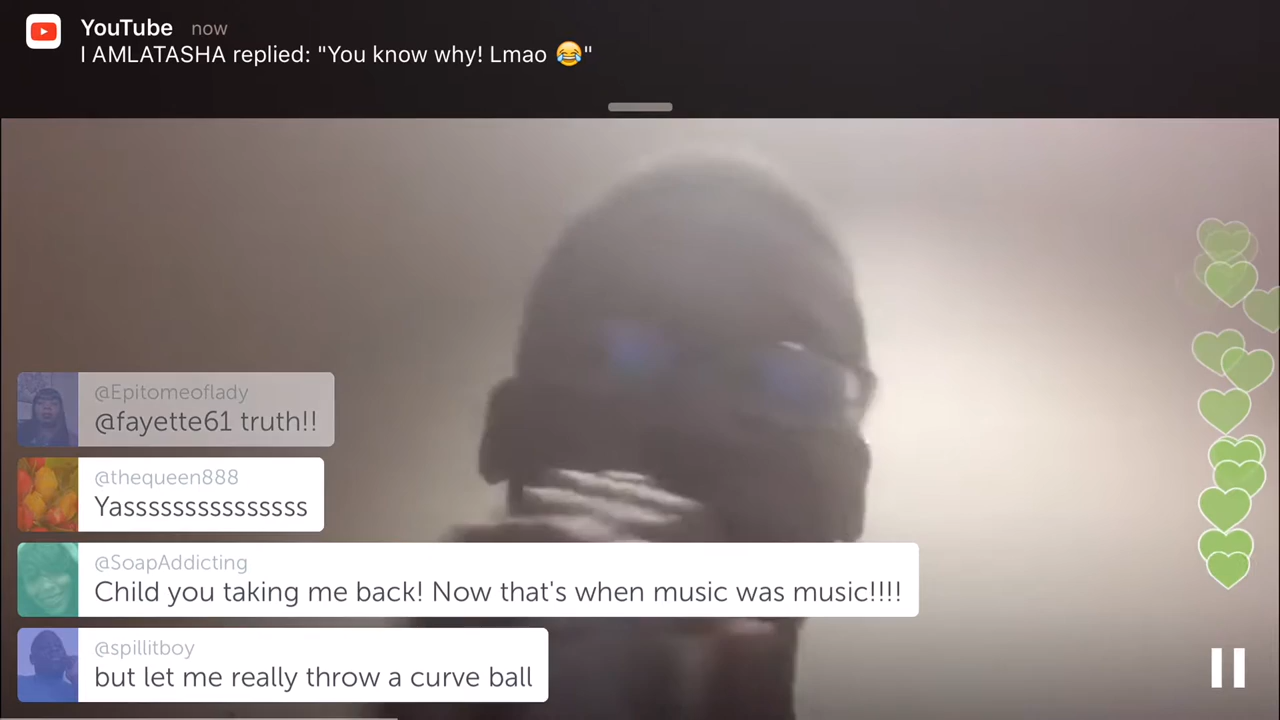 YouTube now
I AMLATASHA replied: "You know why! Lmao 😂"
@Epitomeoflady
@fayette61 truth!!
@thequeen888
Yasssssssssssssss
@SoapAddicting
Child you taking me back! Now that's when music was music!!!!
@spillitboy
but let me really throw a curve ball